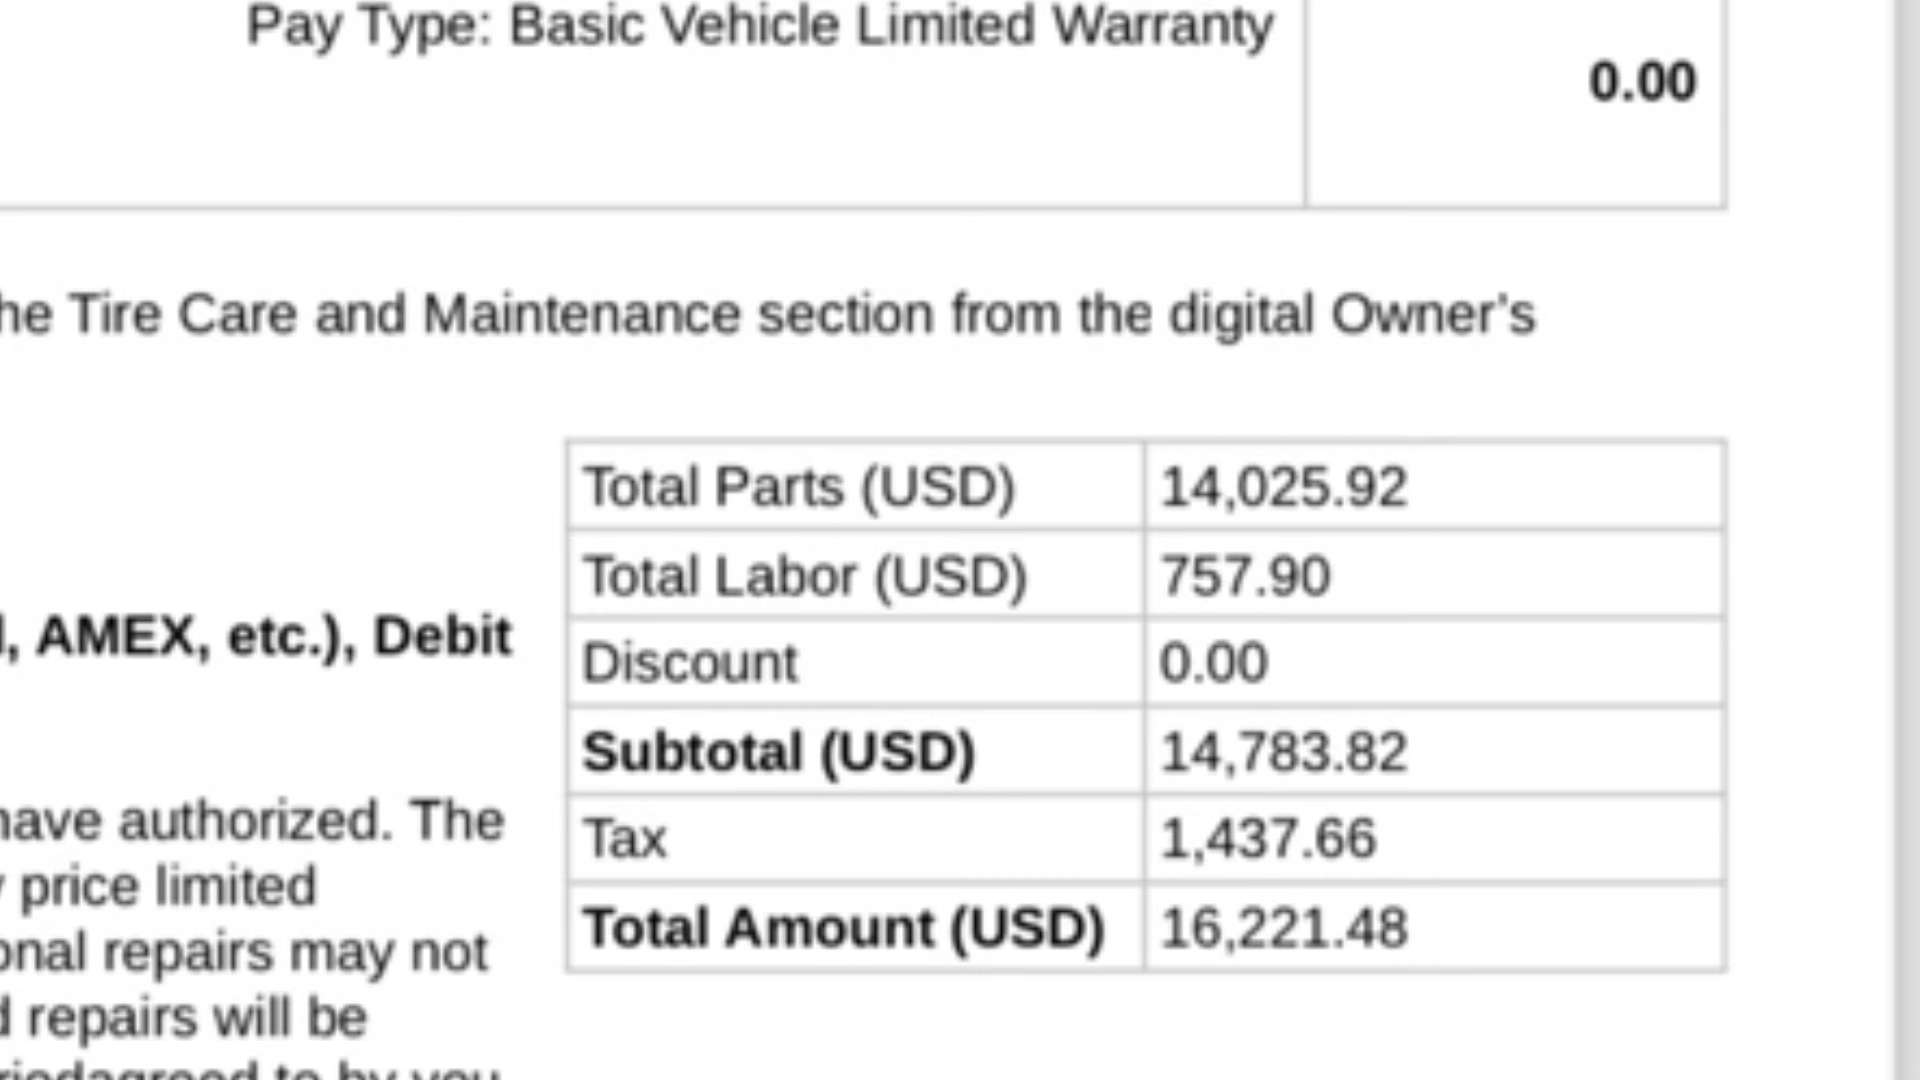 Pay Type: Basic Vehicle Limited Warranty
0.00
he Tire Care and Maintenance section from the digital Owner's
Total Parts (USD) 14,025.92
Total Labor (USD) 757.90
, AMEX, etc.), Debit
Discount 0.00
Subtotal (USD) 14,783.82
have authorized. The
Tax 1,437.66
price limited
Total Amount (USD) 16,221.48
onal repairs may not
d repairs will be
to by you